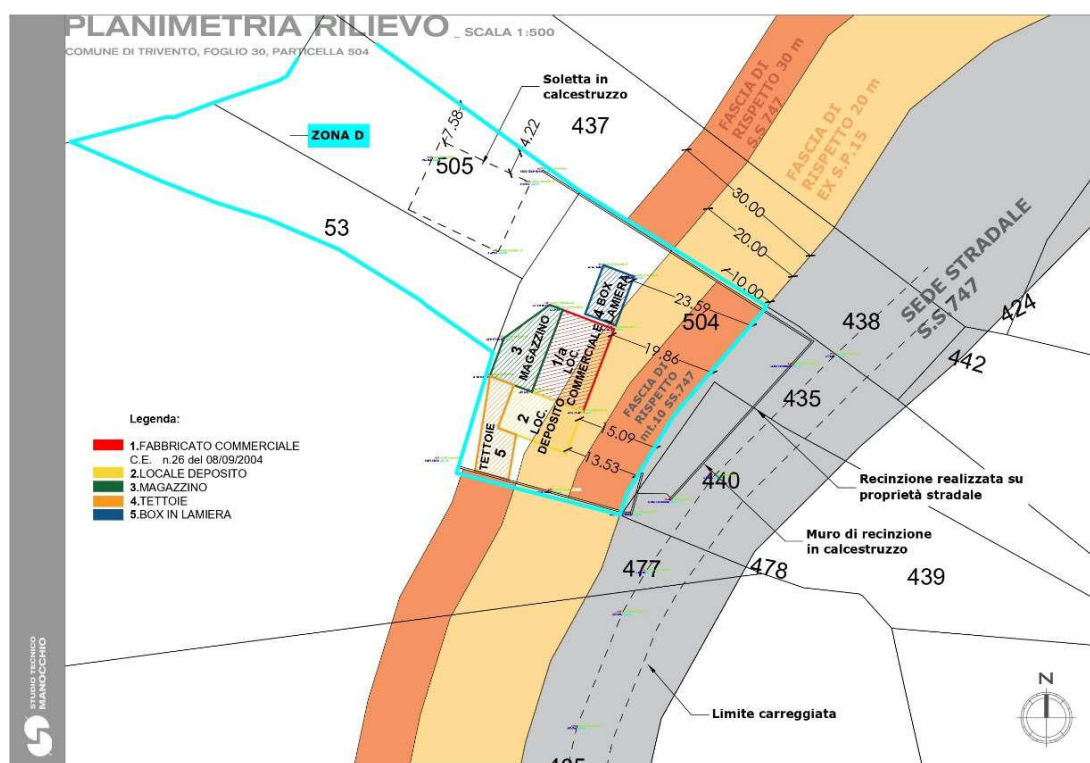 PLANIMETRIA RILIEVO _ SCALA 1:500
COMUNE DI TRIVENTO, FOGLIO 30, PARTICELLA 504
Soletta in
calcestruzzo
437
ZONA D
7.58
4.22
505
53
FASCIA DI
RISPETTO 30 m
S.S.747
FASCIA DI
RISPETTO 20 m
EX S.P.15
30.00
20.00
10.00
SEDE STRADALE
S.S.747
424
438
442
435
504
23.59
19.86
4 BOX
LAMIERA
3
MAGAZZINO
1/a
LOC.
COMMERCIALE
2
LOC.
DEPOSITO
TETTOIE
5
FASCIA DI
RISPETTO
mt.10 SS.747
15.09
13.53
Legenda:
1.FABBRICATO COMMERCIALE
C.E. n.26 del 08/09/2004
2.LOCALE DEPOSITO
3.MAGAZZINO
4.TETTOIE
5.BOX IN LAMIERA
440
Recinzione realizzata su
proprietà stradale
Muro di recinzione
in calcestruzzo
477
478
439
Limite carreggiata
N
STUDIO TECNICO
MANOCCHIO